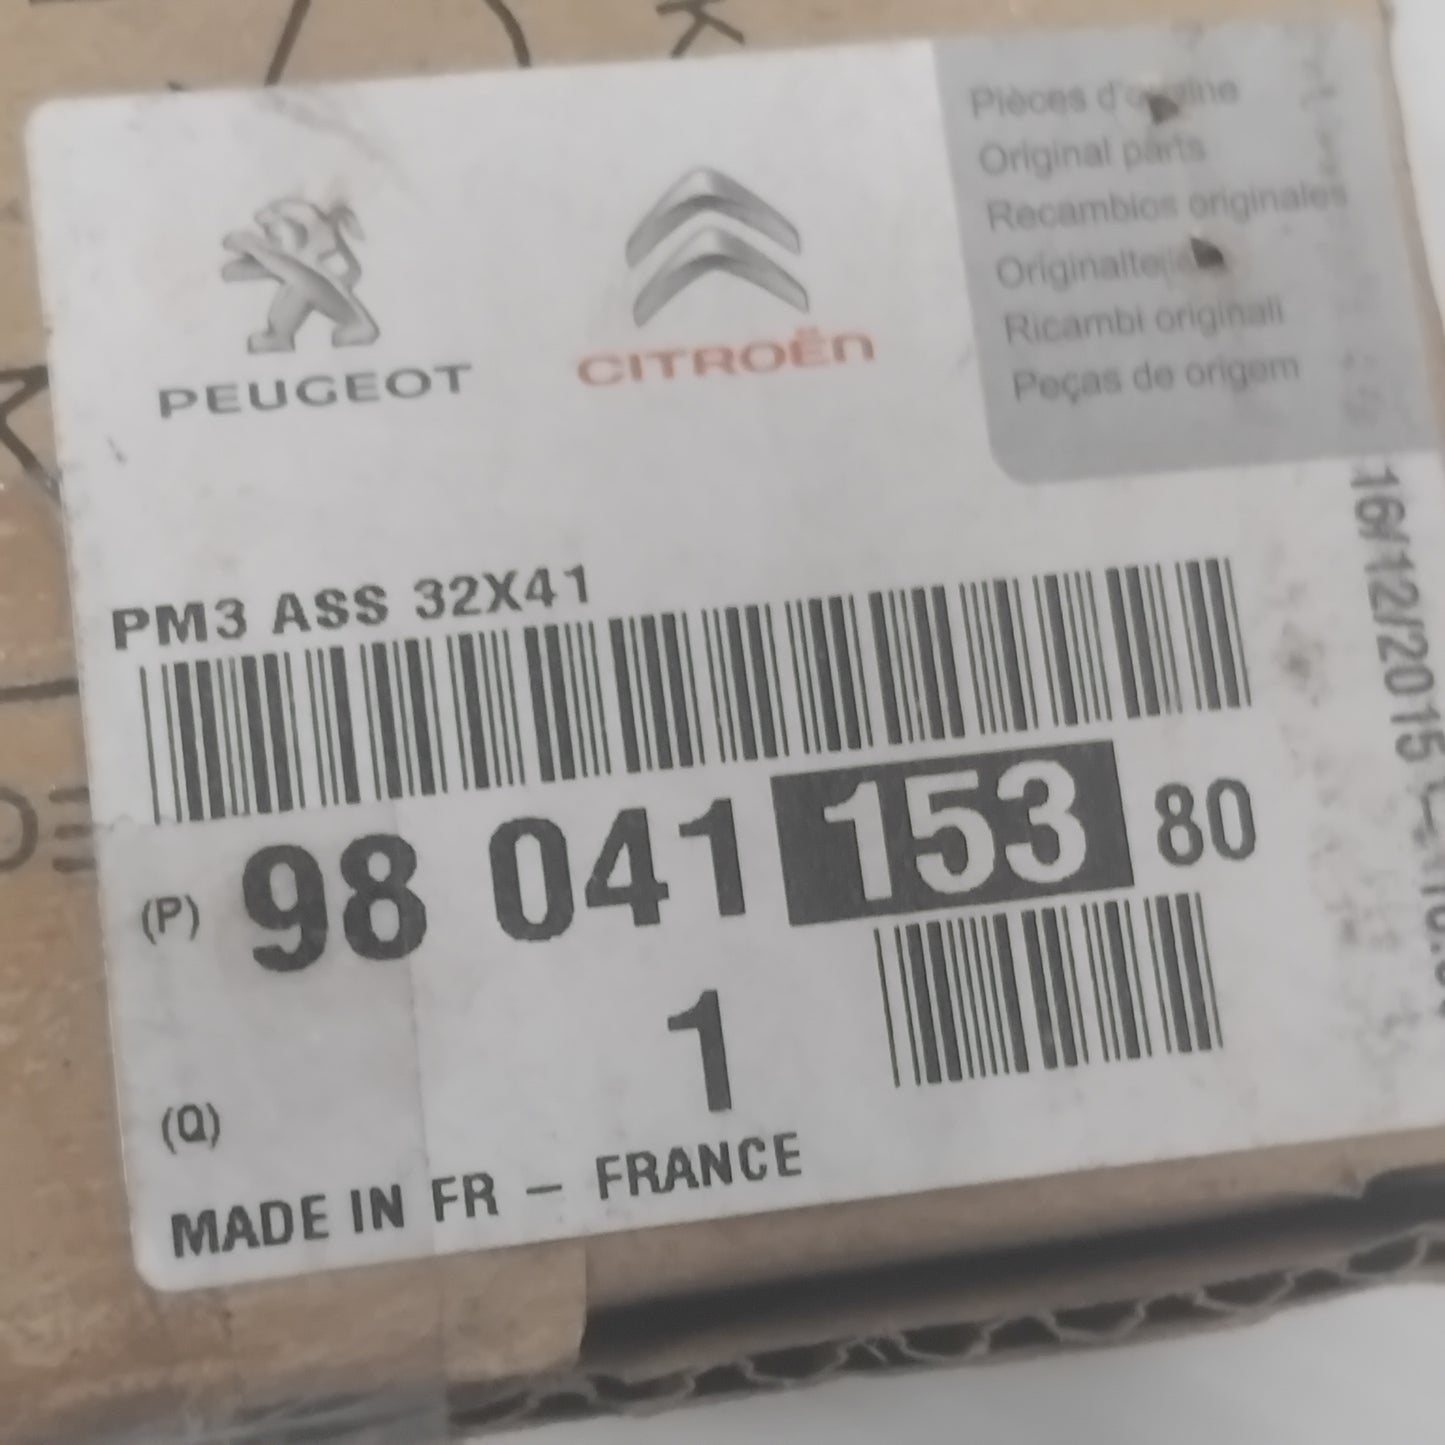 PEUGEOT
CITROËN
Pièces d'origine
Original parts
Recambios originales
Originalteile
Ricambi originali
Peças de origem
PM3 ASS 32X41
(P) 98 041 153 80
(Q) 1
MADE IN FR - FRANCE
16/12/2015